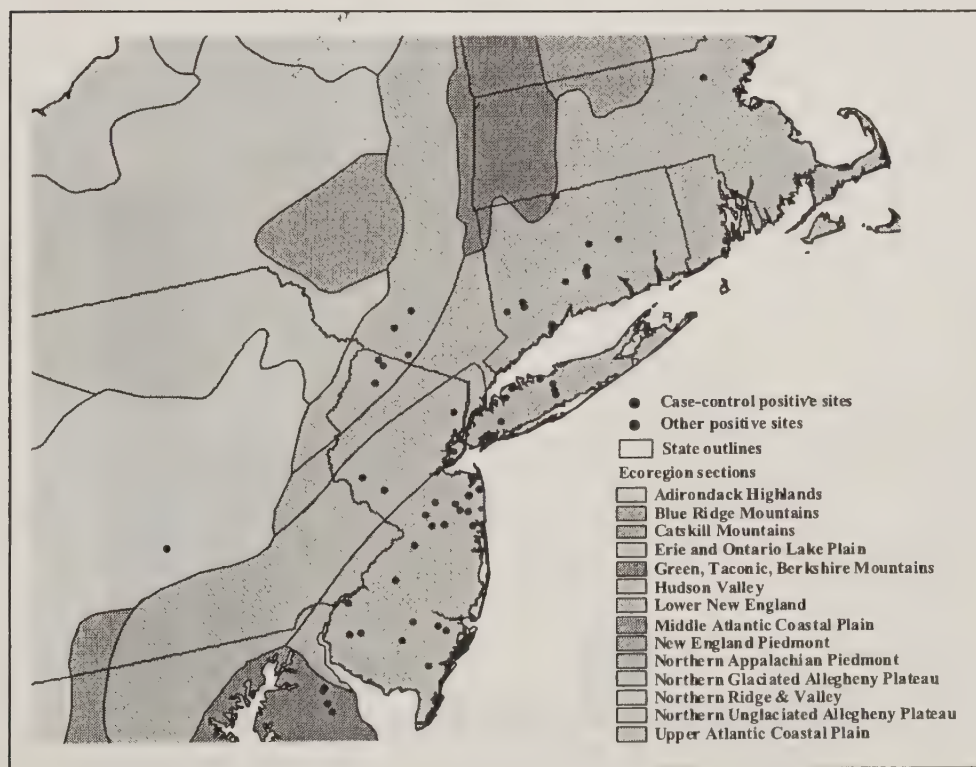 Case-control positive sites
Other positive sites
State outlines
Ecoregion sections
Adirondack Highlands
Blue Ridge Mountains
Catskill Mountains
Erie and Ontario Lake Plain
Green, Taconic, Berkshire Mountains
Hudson Valley
Lower New England
Middle Atlantic Coastal Plain
New England Piedmont
Northern Appalachian Piedmont
Northern Glaciated Allegheny Plateau
Northern Ridge & Valley
Northern Unglaciated Allegheny Plateau
Upper Atlantic Coastal Plain